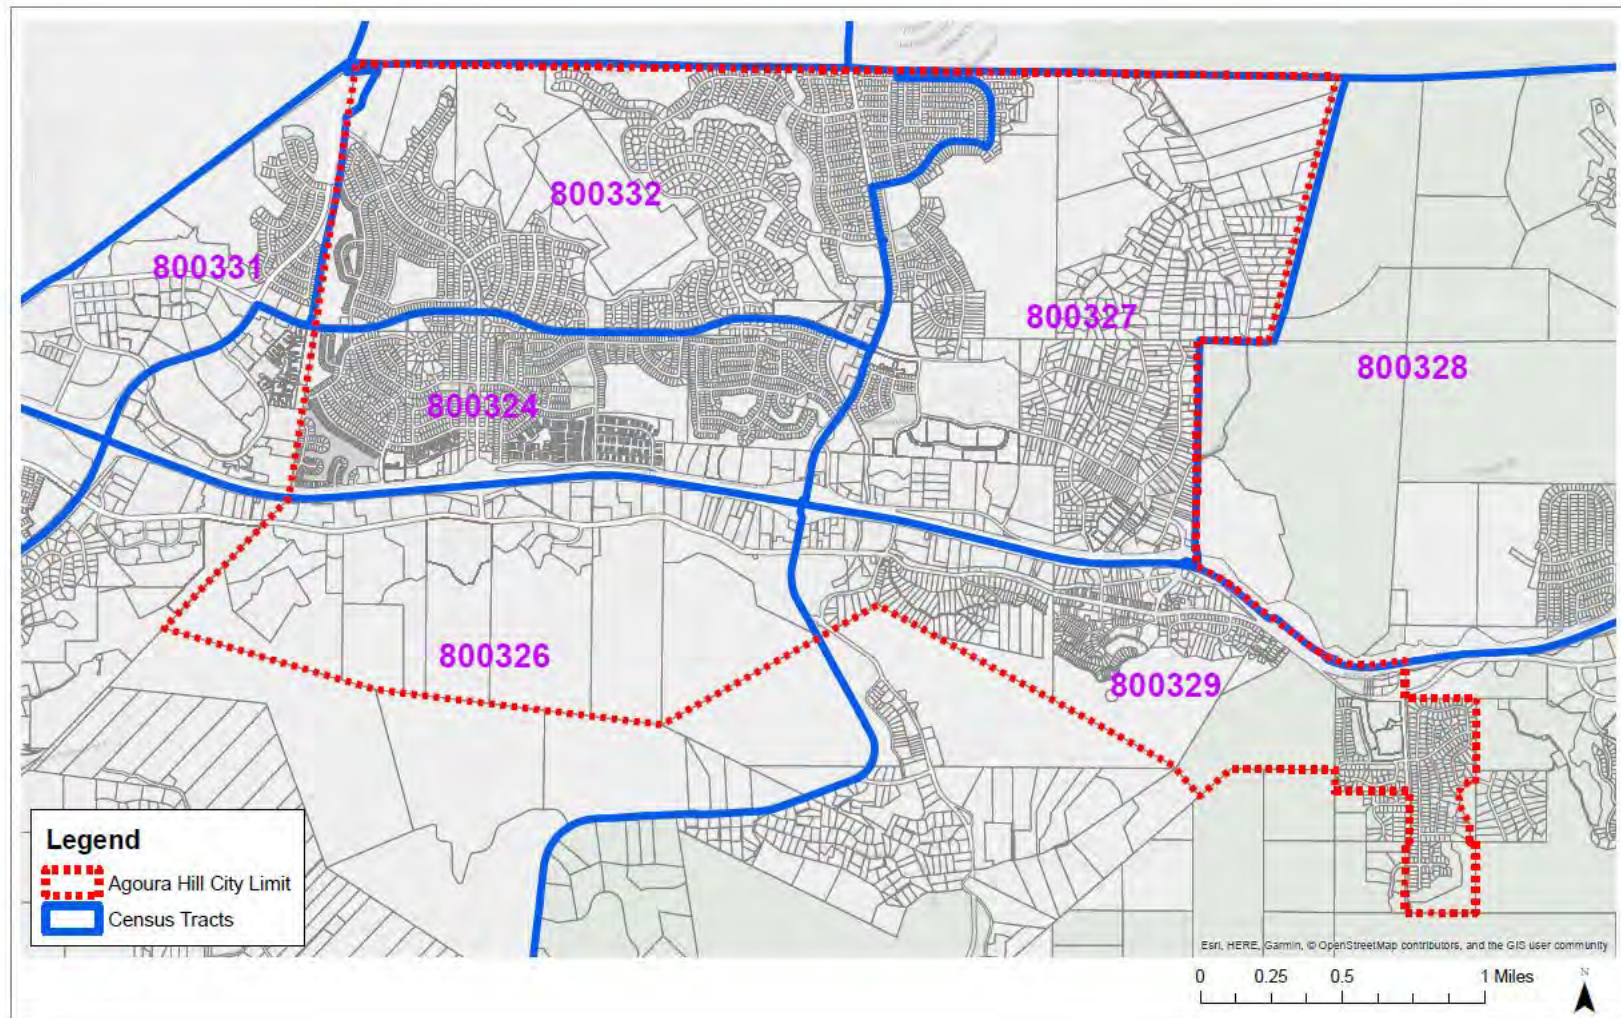 800332
800331
800327
800328
800324
800326
800329
Legend
Agoura Hill City Limit
Census Tracts
Esri, HERE, Garmin, © OpenStreetMap contributors, and the GIS user community
0 0.25 0.5 1 Miles
N